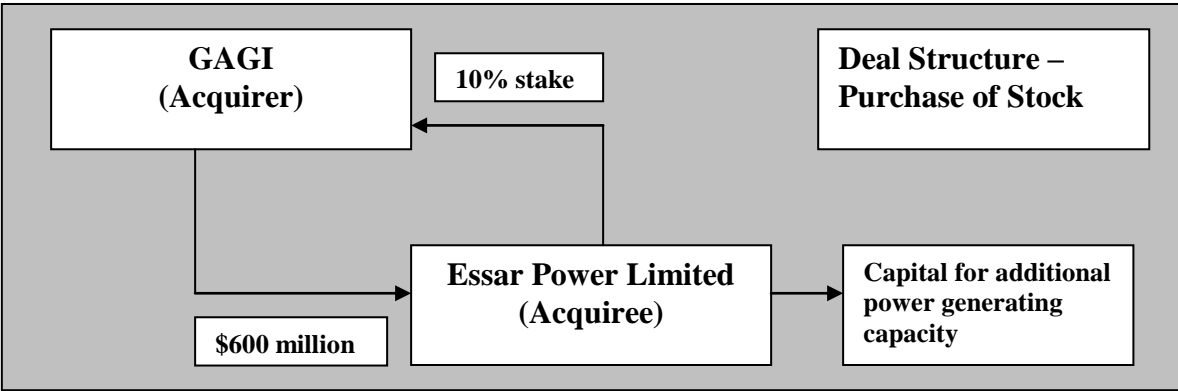 GAGI
(Acquirer)
10% stake
Deal Structure –
Purchase of Stock
Essar Power Limited
(Acquiree)
Capital for additional
power generating
capacity
$600 million